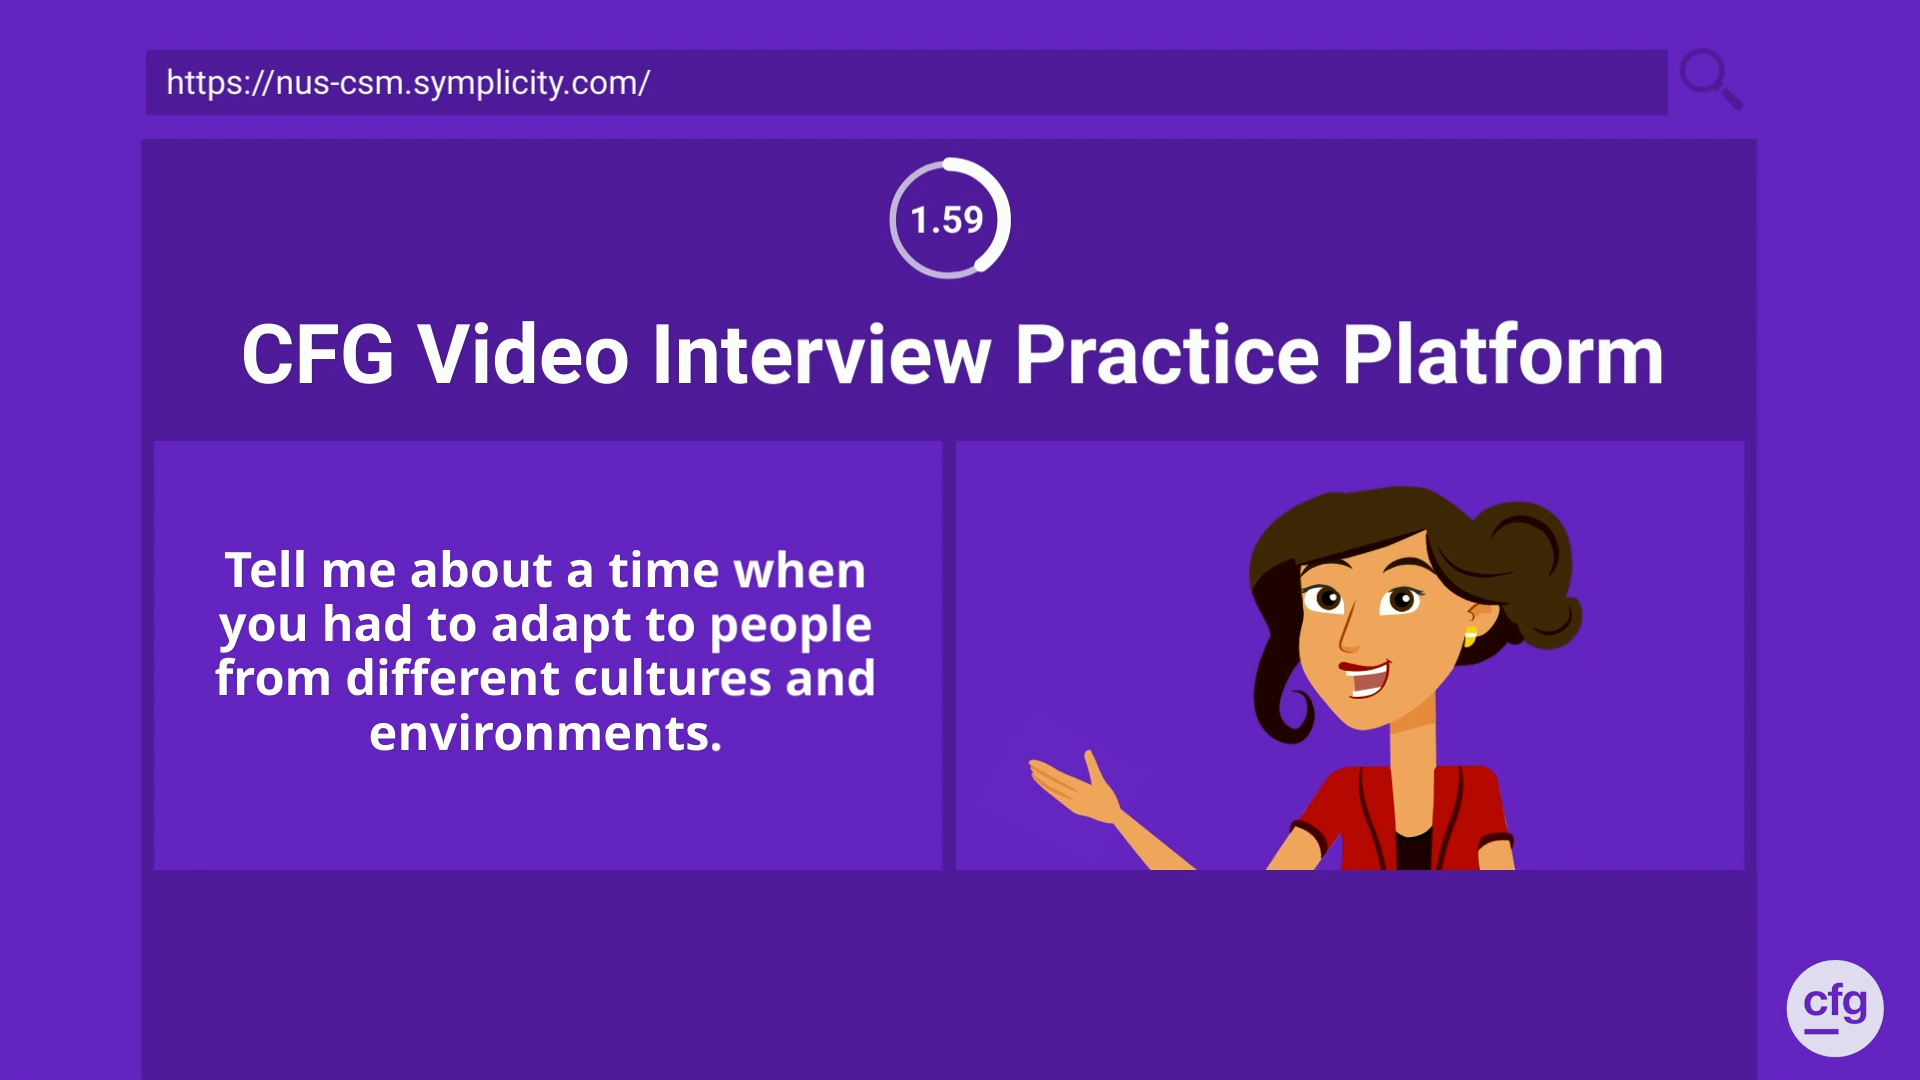 https://nus-csm.symplicity.com/
1.59
CFG Video Interview Practice Platform
Tell me about a time when
you had to adapt to people
from different cultures and
environments.
cfg